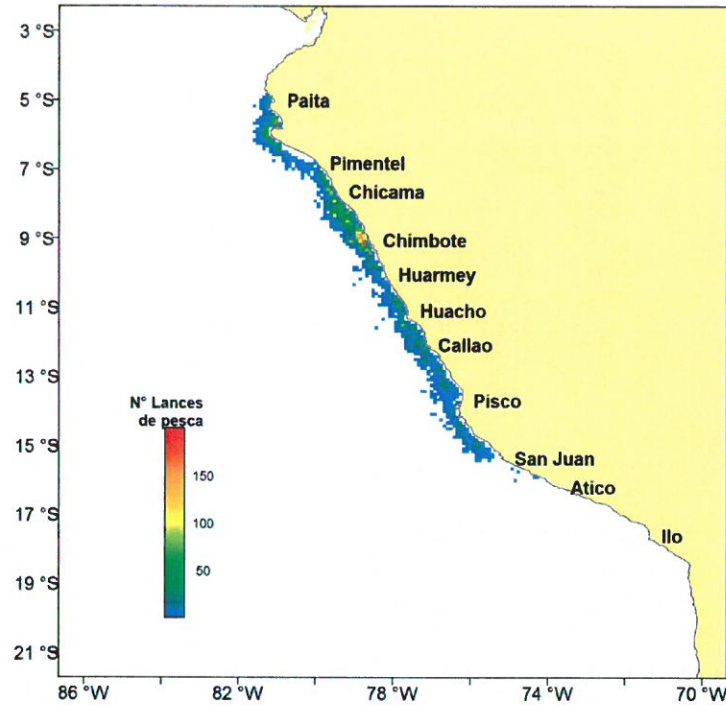 3 °S
5 °S
7 °S
9 °S
11 °S
13 °S
15 °S
17 °S
19 °S
21 °S
Paita
Pimentel
Chicama
Chimbote
Huarmey
Huacho
Callao
Pisco
San Juan
Atico
Ilo
N° Lances
de pesca
150
100
50
86 °W
82 °W
78 °W
74 °W
70 °W